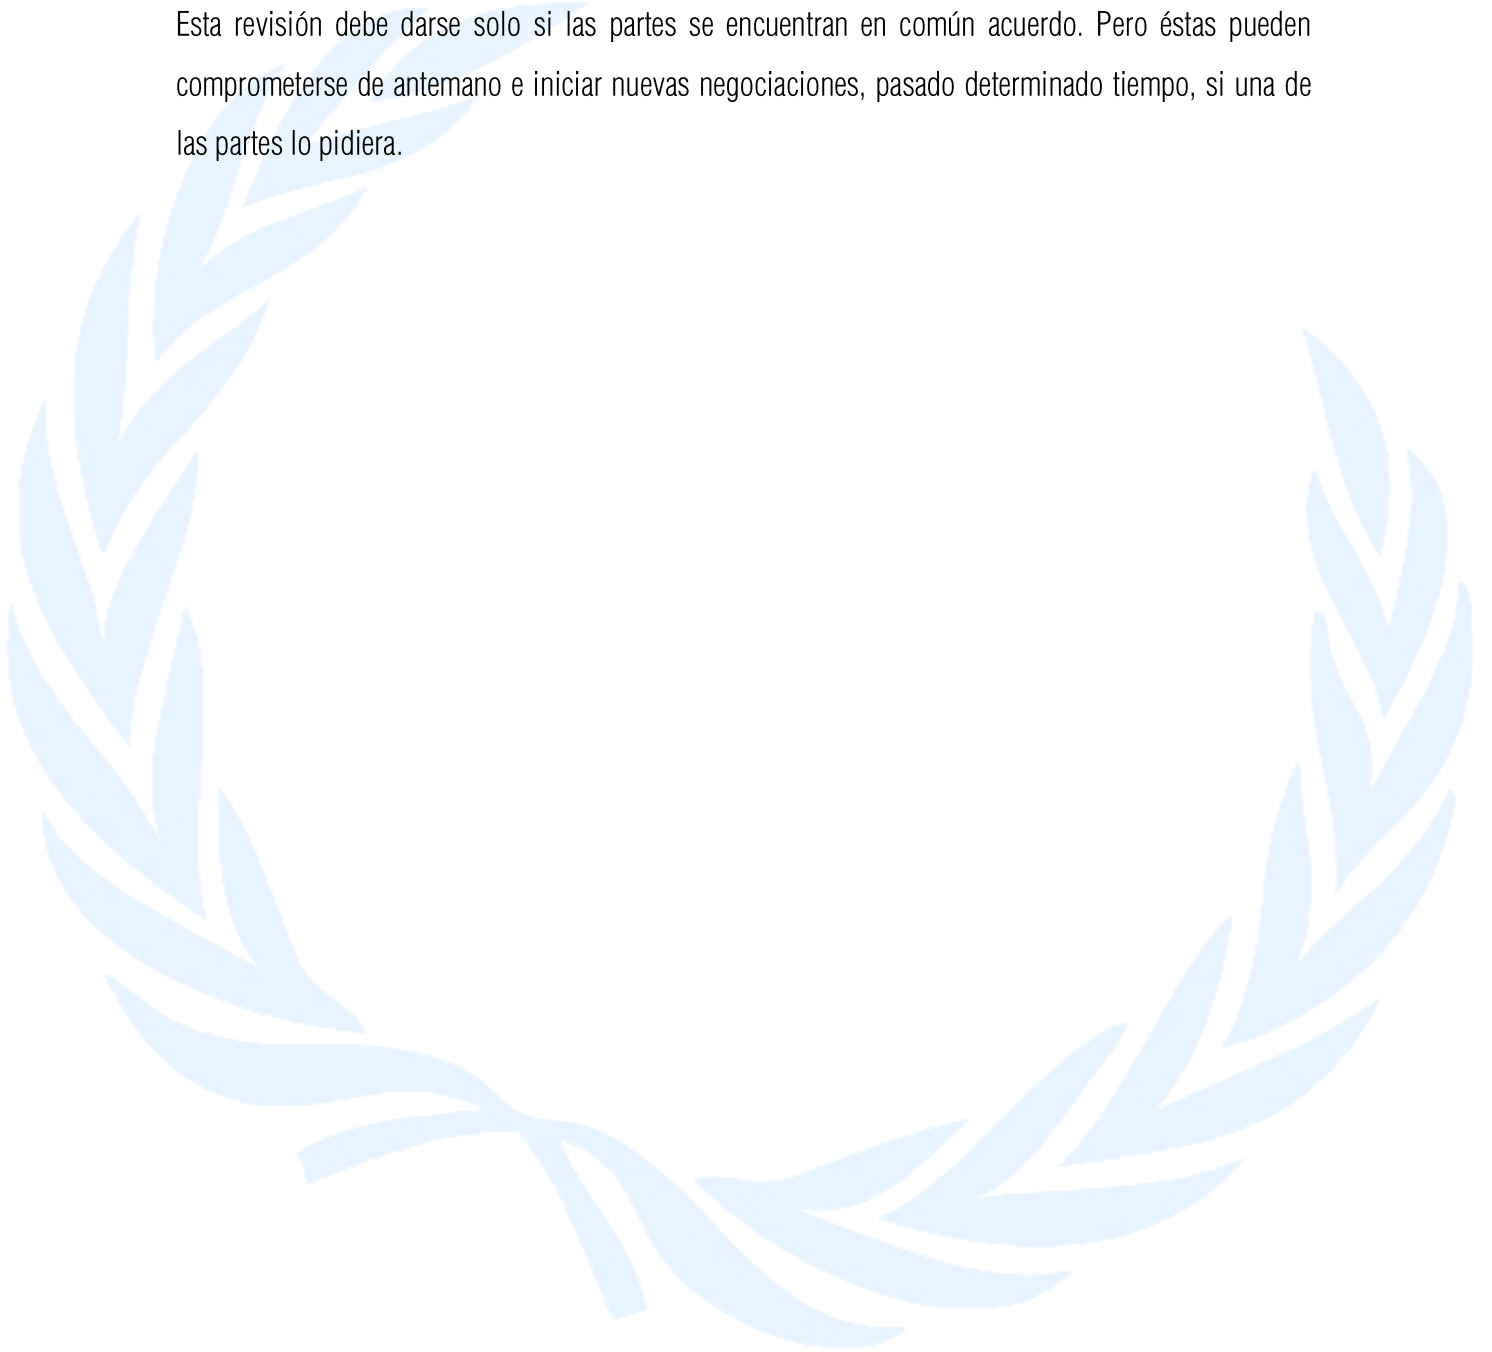 Esta revisión debe darse solo si las partes se encuentran en común acuerdo. Pero éstas pueden
comprometerse de antemano e iniciar nuevas negociaciones, pasado determinado tiempo, si una de
las partes lo pidiera.